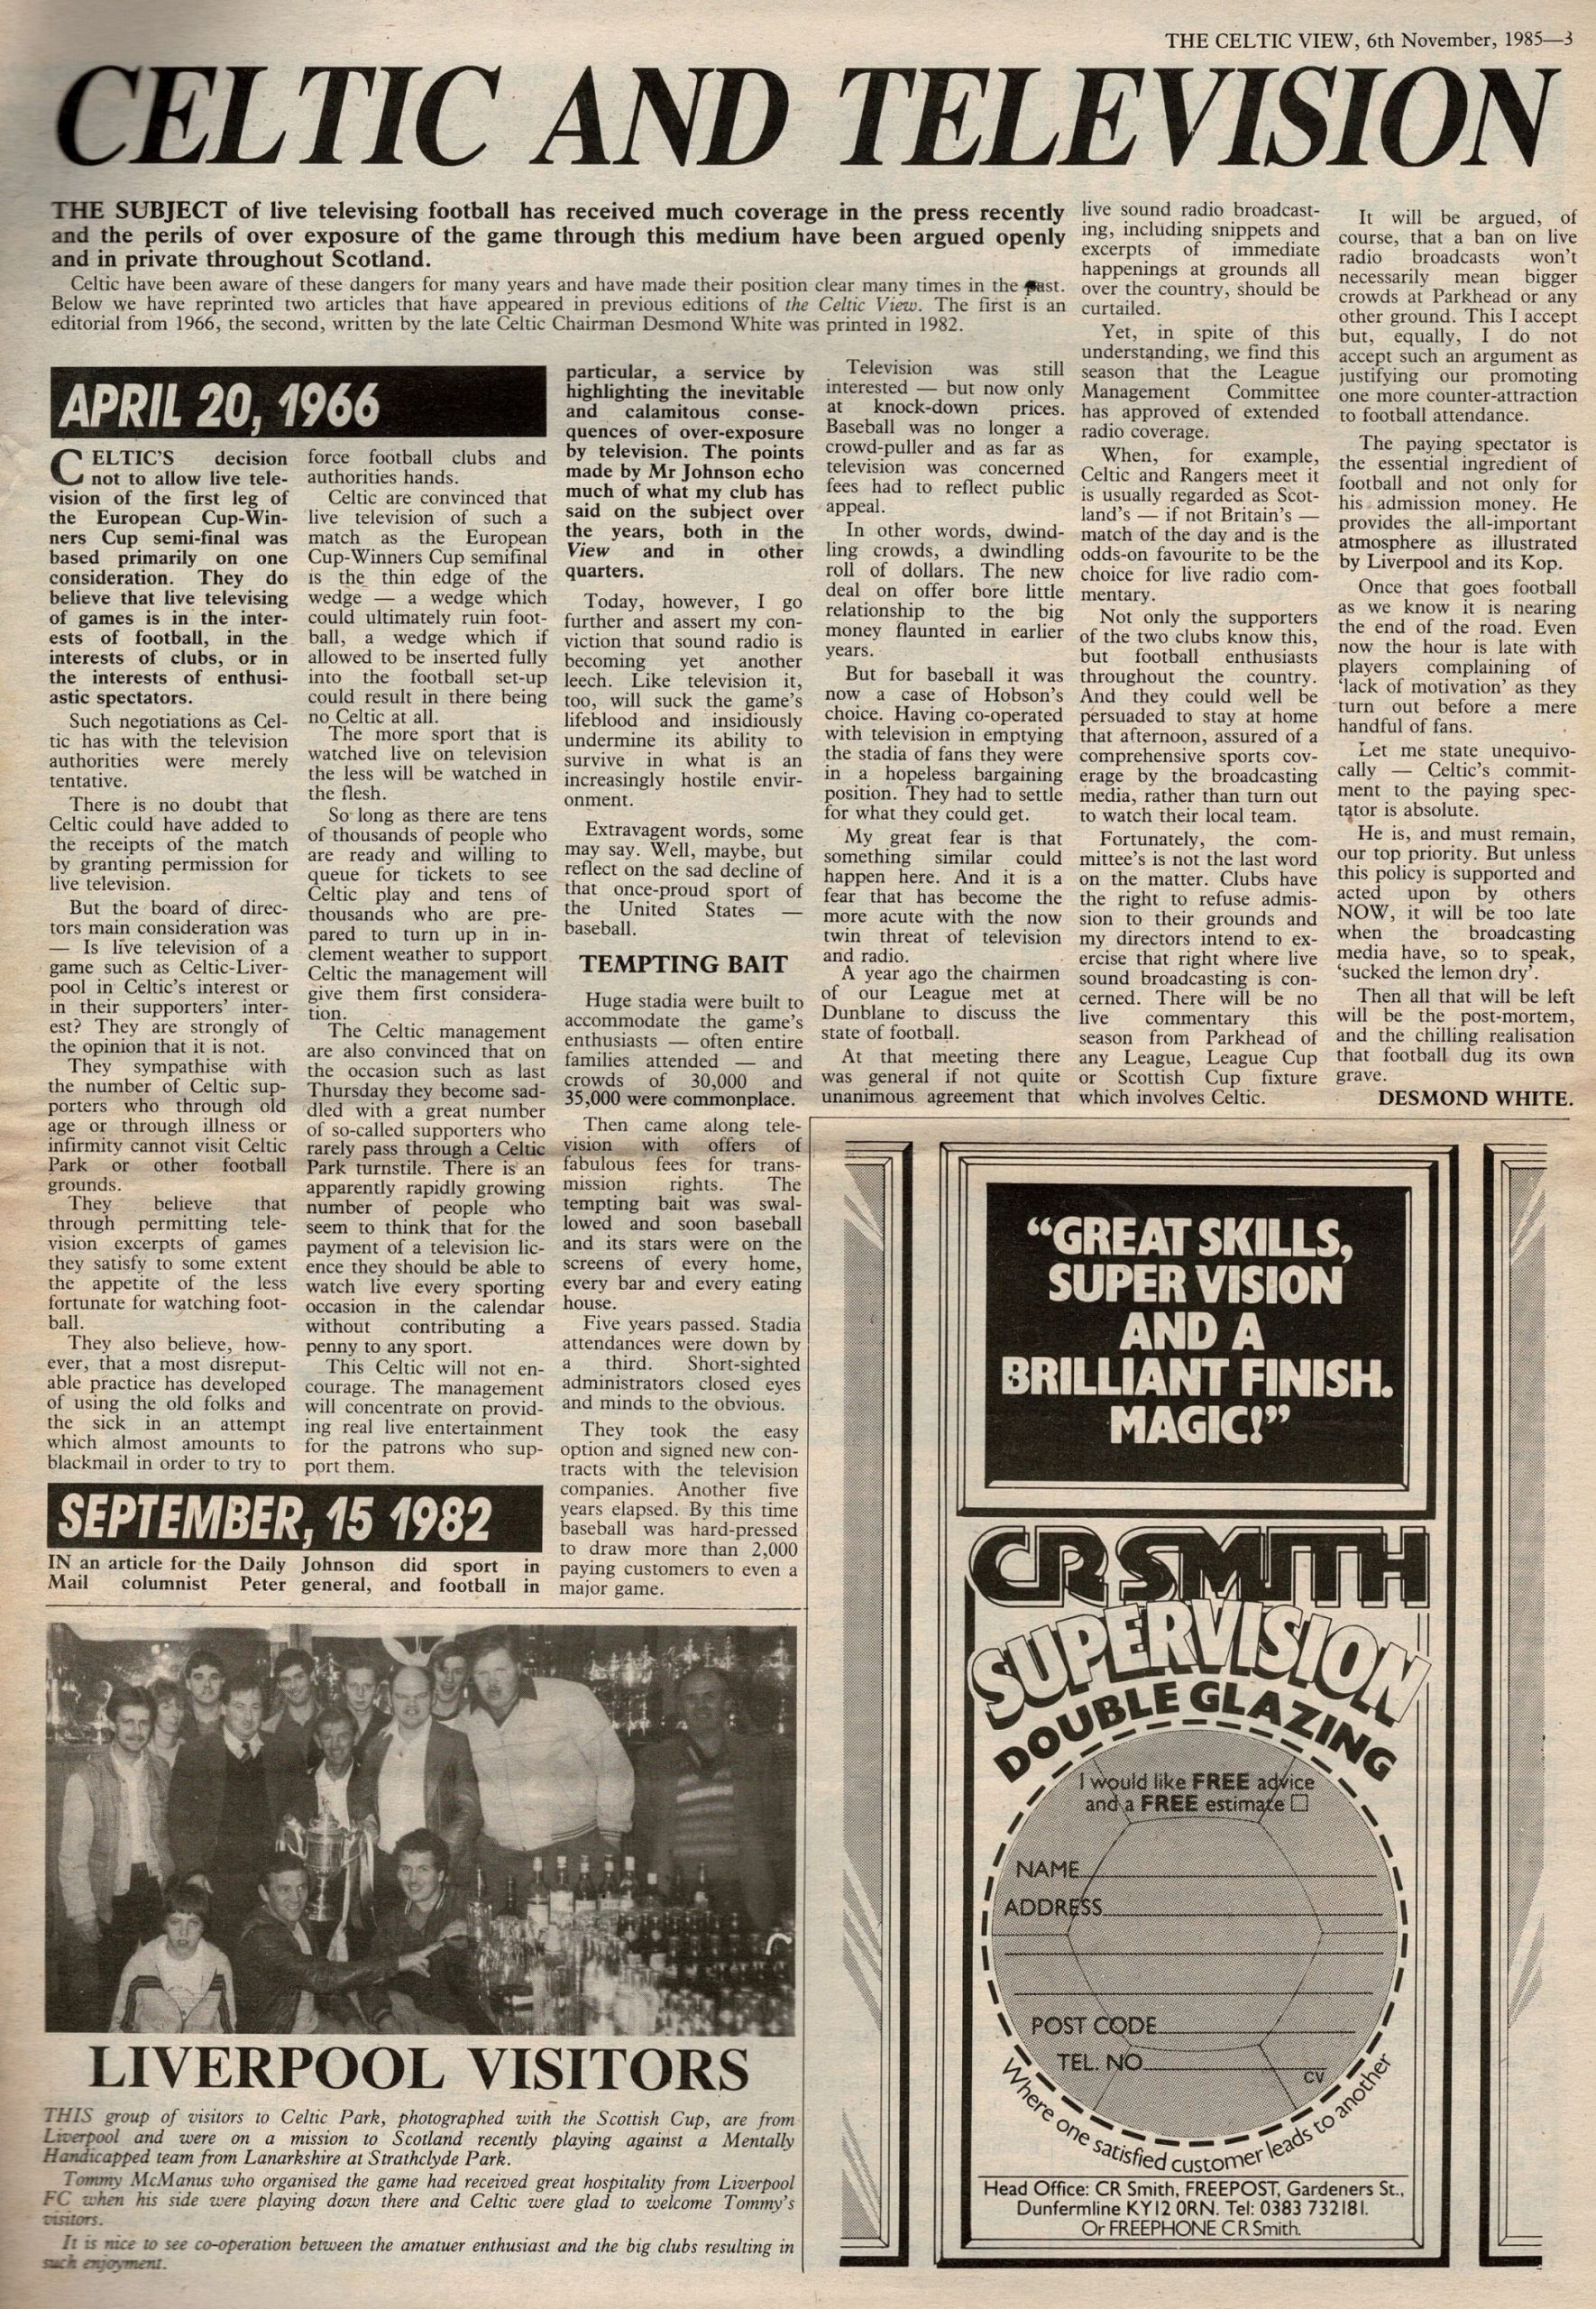 THE CELTIC VIEW, 6th November, 1985—3
CELTIC AND TELEVISION
THE SUBJECT of live televising football has received much coverage in the press recently
and the perils of over exposure of the game through this medium have been argued openly
and in private throughout Scotland.
Celtic have been aware of these dangers for many years and have made their position clear many times in the past.
Below we have reprinted two articles that have appeared in previous editions of the Celtic View. The first is an
editorial from 1966, the second, written by the late Celtic Chairman Desmond White was printed in 1982.
APRIL 20, 1966
CELTIC'S decision
not to allow live tele-
vision of the first leg of
the European Cup-Win-
ners Cup semi-final was
based primarily on one
consideration. They do
believe that live televising
of games is in the inter-
ests of football, in the
interests of clubs, or in
the interests of enthusi-
astic spectators.
Such negotiations as Cel-
tic has with the television
authorities were merely
tentative.
There is no doubt that
Celtic could have added to
the receipts of the match
by granting permission for
live television.
But the board of direc-
tors main consideration was
— Is live television of a
game such as Celtic-Liver-
pool in Celtic's interest or
in their supporters' inter-
est? They are strongly of
the opinion that it is not.
They sympathise with
the number of Celtic sup-
porters who through old
age or through illness or
infirmity cannot visit Celtic
Park or other football
grounds.
They believe that
through permitting tele-
vision excerpts of games
they satisfy to some extent
the appetite of the less
fortunate for watching foot-
ball.
They also believe, how-
ever, that a most disreput-
able practice has developed
of using the old folks and
the sick in an attempt
which almost amounts to
blackmail in order to try to
force football clubs and
authorities hands.
Celtic are convinced that
live television of such a
match as the European
Cup-Winners Cup semifinal
is the thin edge of the
wedge — a wedge which
could ultimately ruin foot-
ball, a wedge which if
allowed to be inserted fully
into the football set-up
could result in there being
no Celtic at all.
The more sport that is
watched live on television
the less will be watched in
the flesh.
So long as there are tens
of thousands of people who
are ready and willing to
queue for tickets to see
Celtic play and tens of
thousands who are pre-
pared to turn up in in-
clement weather to support
Celtic the management will
give them first considera-
tion.
The Celtic management
are also convinced that on
the occasion such as last
Thursday they become sad-
dled with a great number
of so-called supporters who
rarely pass through a Celtic
Park turnstile. There is an
apparently rapidly growing
number of people who
seem to think that for the
payment of a television lic-
ence they should be able to
watch live every sporting
occasion in the calendar
without contributing a
penny to any sport.
This Celtic will not en-
courage. The management
will concentrate on provid-
ing real live entertainment
for the patrons who sup-
port them.
SEPTEMBER, 15 1982
IN an article for the Daily
Mail columnist Peter
Johnson did sport in
general, and football in
particular, a service by
highlighting the inevitable
and calamitous conse-
quences of over-exposure
by television. The points
made by Mr Johnson echo
much of what my club has
said on the subject over
the years, both in the
View and in other
quarters.
Today, however, I go
further and assert my con-
viction that sound radio is
becoming yet another
leech. Like television it,
too, will suck the game's
lifeblood and insidiously
undermine its ability to
survive in what is an
increasingly hostile envir-
onment.
Extravagent words, some
may say. Well, maybe, but
reflect on the sad decline of
that once-proud sport of
the United States —
baseball.
TEMPTING BAIT
Huge stadia were built to
accommodate the game's
enthusiasts — often entire
families attended — and
crowds of 30,000 and
35,000 were commonplace.
Then came along tele-
vision with offers of
fabulous fees for trans-
mission rights. The
tempting bait was swal-
lowed and soon baseball
and its stars were on the
screens of every home,
every bar and every eating
house.
Five years passed. Stadia
attendances were down by
a third. Short-sighted
administrators closed eyes
and minds to the obvious.
They took the easy
option and signed new con-
tracts with the television
companies. Another five
years elapsed. By this time
baseball was hard-pressed
to draw more than 2,000
paying customers to even a
major game.
Television was still
interested — but now only
at knock-down prices.
Baseball was no longer a
crowd-puller and as far as
television was concerned
fees had to reflect public
appeal.
In other words, dwind-
ling crowds, a dwindling
roll of dollars. The new
deal on offer bore little
relationship to the big
money flaunted in earlier
years.
But for baseball it was
now a case of Hobson's
choice. Having co-operated
with television in emptying
the stadia of fans they were
in a hopeless bargaining
position. They had to settle
for what they could get.
My great fear is that
something similar could
happen here. And it is a
fear that has become the
more acute with the now
twin threat of television
and radio.
A year ago the chairmen
of our League met at
Dunblane to discuss the
state of football.
At that meeting there
was general if not quite
unanimous agreement that
live sound radio broadcast-
ing, including snippets and
excerpts of immediate
happenings at grounds all
over the country, should be
curtailed.
Yet, in spite of this
understanding, we find this
season that the League
Management Committee
has approved of extended
radio coverage.
When, for example,
Celtic and Rangers meet it
is usually regarded as Scot-
land's — if not Britain's —
match of the day and is the
odds-on favourite to be the
choice for live radio com-
mentary.
Not only the supporters
of the two clubs know this,
but football enthusiasts
throughout the country.
And they could well be
persuaded to stay at home
that afternoon, assured of a
comprehensive sports cov-
erage by the broadcasting
media, rather than turn out
to watch their local team.
Fortunately, the com-
mittee's is not the last word
on the matter. Clubs have
the right to refuse admis-
sion to their grounds and
my directors intend to ex-
ercise that right where live
sound broadcasting is con-
cerned. There will be no
live commentary this
season from Parkhead of
any League, League Cup
or Scottish Cup fixture
which involves Celtic.
It will be argued, of
course, that a ban on live
radio broadcasts won't
necessarily mean bigger
crowds at Parkhead or any
other ground. This I accept
but, equally, I do not
accept such an argument as
justifying our promoting
one more counter-attraction
to football attendance.
The paying spectator is
the essential ingredient of
football and not only for
his admission money. He
provides the all-important
atmosphere as illustrated
by Liverpool and its Kop.
Once that goes football
as we know it is nearing
the end of the road. Even
now the hour is late with
players complaining of
'lack of motivation' as they
turn out before a mere
handful of fans.
Let me state unequivo-
cally — Celtic's commit-
ment to the paying spec-
tator is absolute.
He is, and must remain,
our top priority. But unless
this policy is supported and
acted upon by others
NOW, it will be too late
when the broadcasting
media have, so to speak,
'sucked the lemon dry'.
Then all that will be left
will be the post-mortem,
and the chilling realisation
that football dug its own
grave.
DESMOND WHITE.
LIVERPOOL VISITORS
THIS group of visitors to Celtic Park, photographed with the Scottish Cup, are from
Liverpool and were on a mission to Scotland recently playing against a Mentally
Handicapped team from Lanarkshire at Strathclyde Park.
Tommy McManus who organised the game had received great hospitality from Liverpool
FC when his side were playing down there and Celtic were glad to welcome Tommy's
visitors.
It is nice to see co-operation between the amatuer enthusiast and the big clubs resulting in
such enjoyment.
“GREAT SKILLS,
SUPER VISION
AND A
BRILLIANT FINISH.
MAGIC!”
CR SMITH
SUPERVISION
DOUBLE GLAZING
I would like FREE advice
and a FREE estimate
NAME
ADDRESS
POST CODE
TEL. NO
CV
Where one satisfied customer leads to another
Head Office: CR Smith, FREEPOST, Gardeners St.,
Dunfermline KY12 0RN. Tel: 0383 732181.
Or FREEPHONE CR Smith.